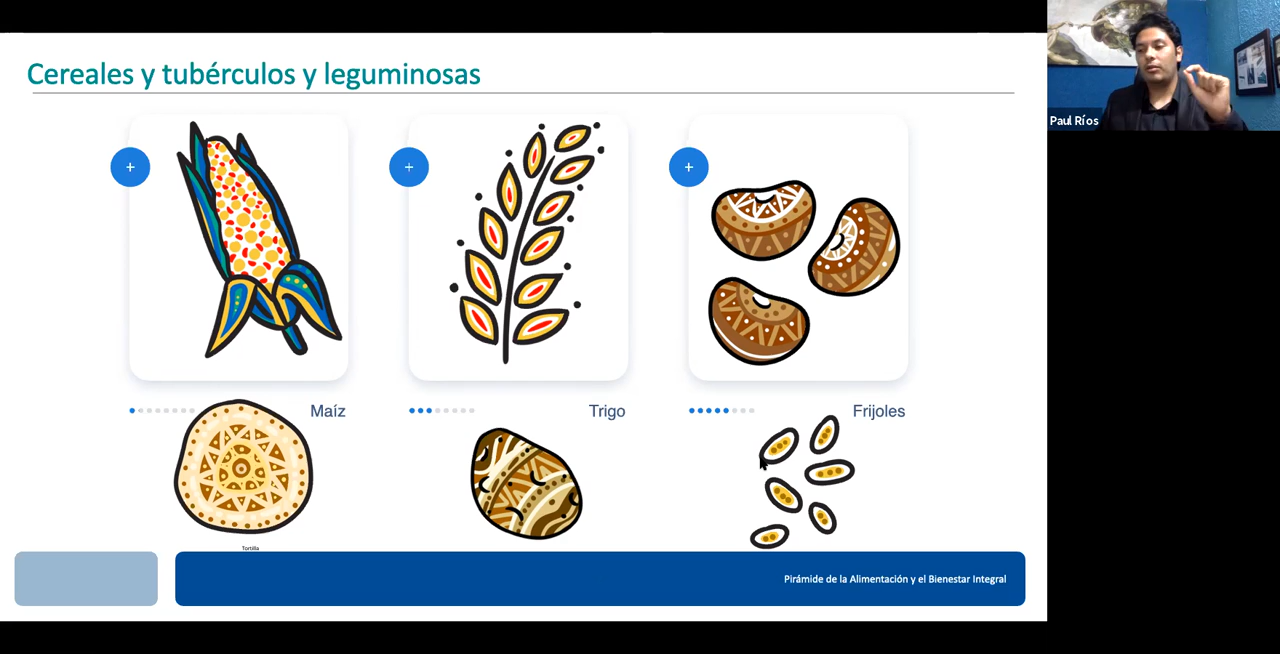 Cereales y tubérculos y leguminosas
Paul Ríos
+ + +
Maíz Trigo Frijoles
Tortilla
Pirámide de la Alimentación y el Bienestar Integral